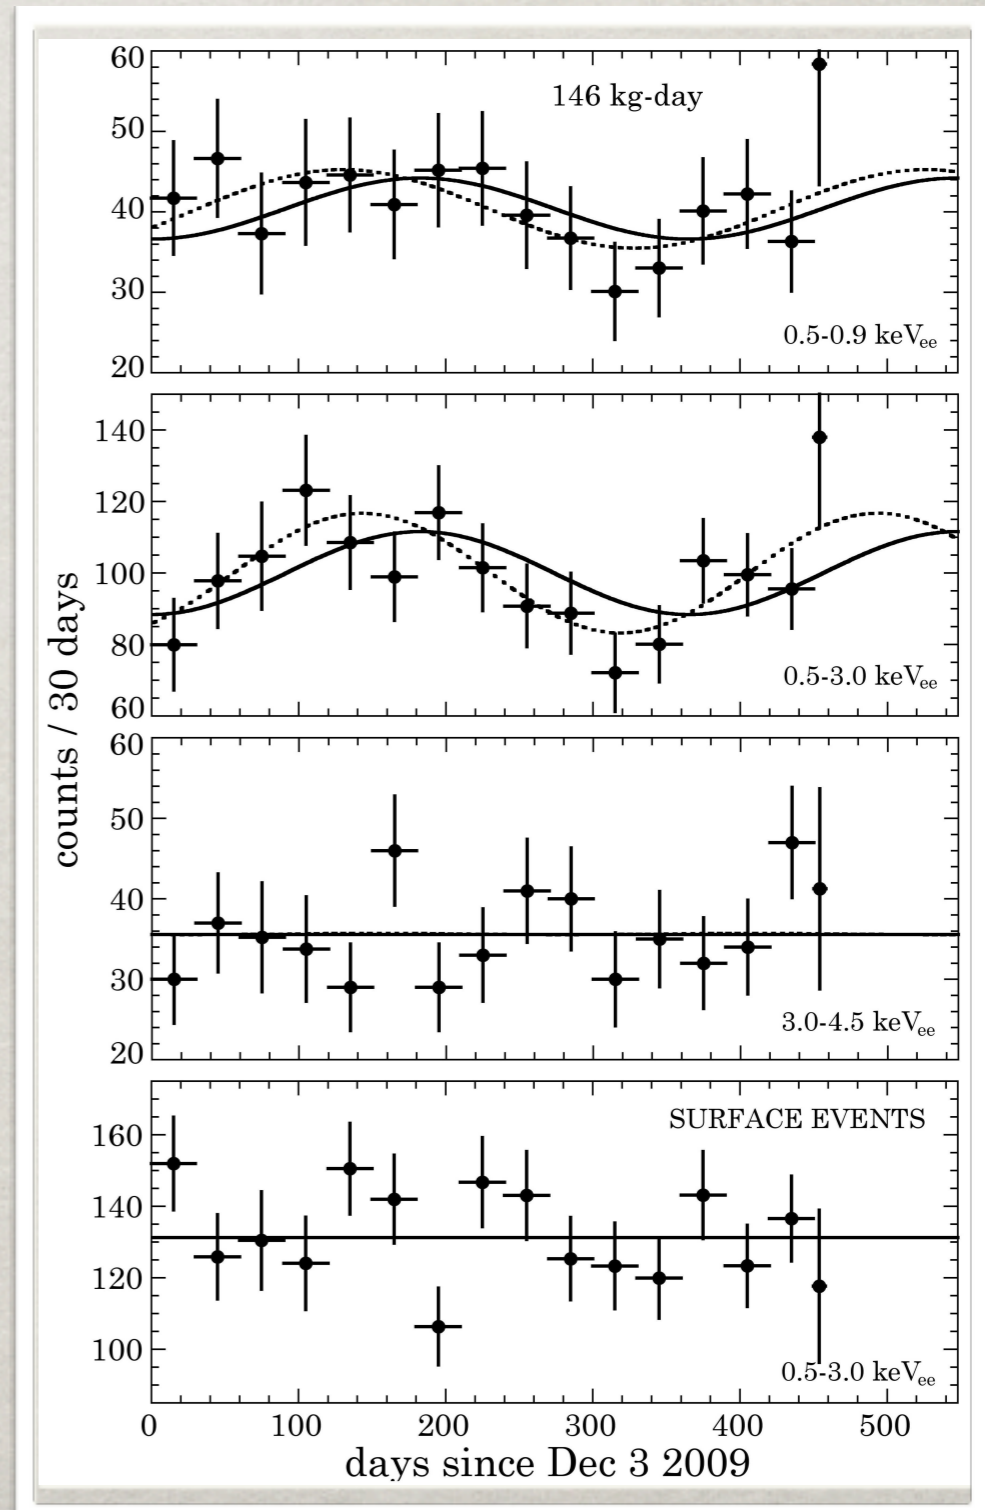 60
50
40
30
20
146 kg-day
0.5-0.9 keVee
140
120
100
80
60
0.5-3.0 keVee
counts / 30 days
60
50
40
30
20
3.0-4.5 keVee
SURFACE EVENTS
160
140
120
100
0.5-3.0 keVee
0 100 200 300 400 500
days since Dec 3 2009